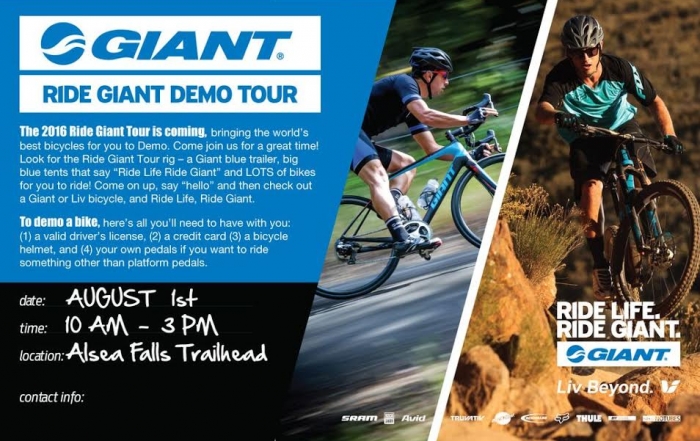 GIANT®
RIDE GIANT DEMO TOUR
The 2016 Ride Giant Tour is coming, bringing the world's
best bicycles for you to Demo. Come join us for a great time!
Look for the Ride Giant Tour rig – a Giant blue trailer, big
blue tents that say "Ride Life Ride Giant" and LOTS of bikes
for you to ride! Come on up, say "hello" and then check out
a Giant or Liv bicycle, and Ride Life, Ride Giant.
To demo a bike, here's all you'll need to have with you:
(1) a valid driver's license, (2) a credit card (3) a bicycle
helmet, and (4) your own pedals if you want to ride
something other than platform pedals.
date: AUGUST 1st
time: 10 AM - 3 PM
location: Alsea Falls Trailhead
contact info:
GIANT
RIDE LIFE.
RIDE GIANT.
GIANT
Liv Beyond.
SRAM Avid TRUVATIV FOX THULE